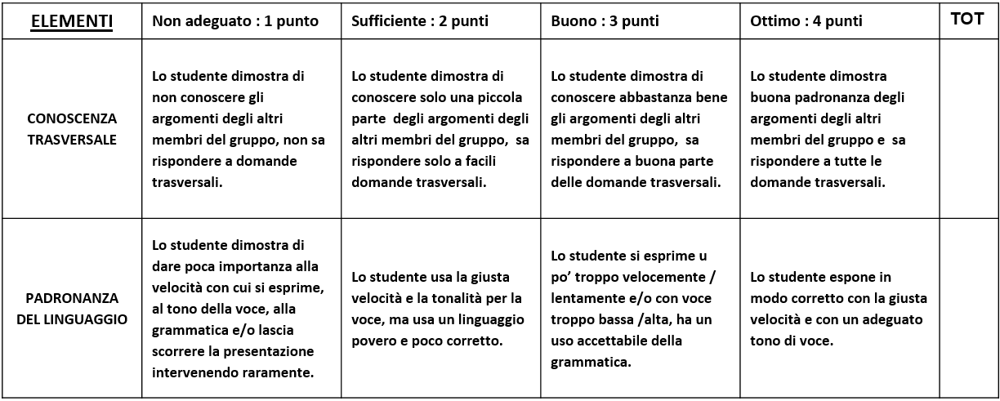 ELEMENTI
Non adeguato : 1 punto
Sufficiente : 2 punti
Buono : 3 punti
Ottimo : 4 punti
TOT
CONOSCENZA
TRASVERSALE
Lo studente dimostra di
non conoscere gli
argomenti degli altri
membri del gruppo, non sa
rispondere a domande
trasversali.
Lo studente dimostra di
conoscere solo una piccola
parte degli argomenti degli
altri membri del gruppo, sa
rispondere solo a facili
domande trasversali.
Lo studente dimostra di
conoscere abbastanza bene
gli argomenti degli altri
membri del gruppo, sa
rispondere a buona parte
delle domande trasversali.
Lo studente dimostra
buona padronanza degli
argomenti degli altri
membri del gruppo e sa
rispondere a tutte le
domande trasversali.
PADRONANZA
DEL LINGUAGGIO
Lo studente dimostra di
dare poca importanza alla
velocità con cui si esprime,
al tono della voce, alla
grammatica e/o lascia
scorrere la presentazione
intervenendo raramente.
Lo studente usa la giusta
velocità e la tonalità per la
voce, ma usa un linguaggio
povero e poco corretto.
Lo studente si esprime u
po’ troppo velocemente /
lentamente e/o con voce
troppo bassa /alta, ha un
uso accettabile della
grammatica.
Lo studente espone in
modo corretto con la giusta
velocità e con un adeguato
tono di voce.